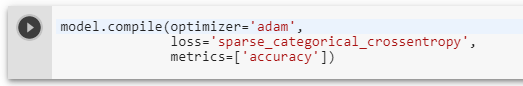 model.compile(optimizer='adam',
              loss='sparse_categorical_crossentropy',
              metrics=['accuracy'])